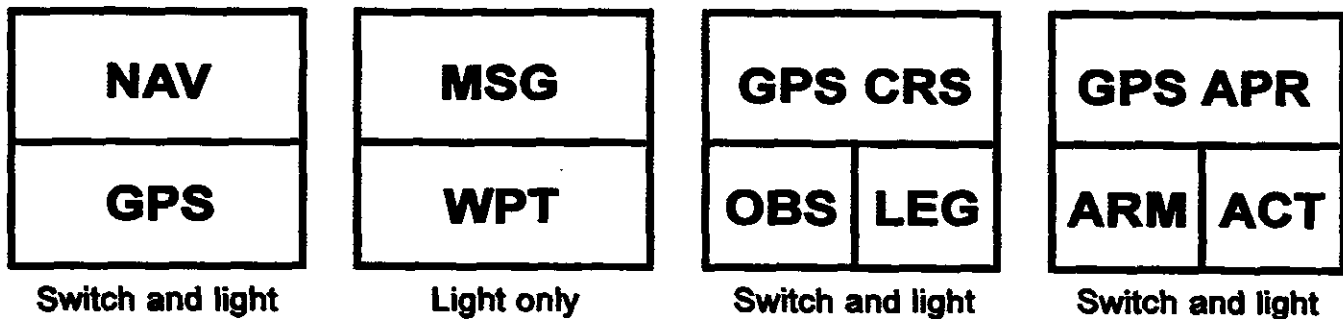 NAV
MSG
GPS CRS
GPS APR
GPS
WPT
OBS
LEG
ARM
ACT
Switch and light
Light only
Switch and light
Switch and light